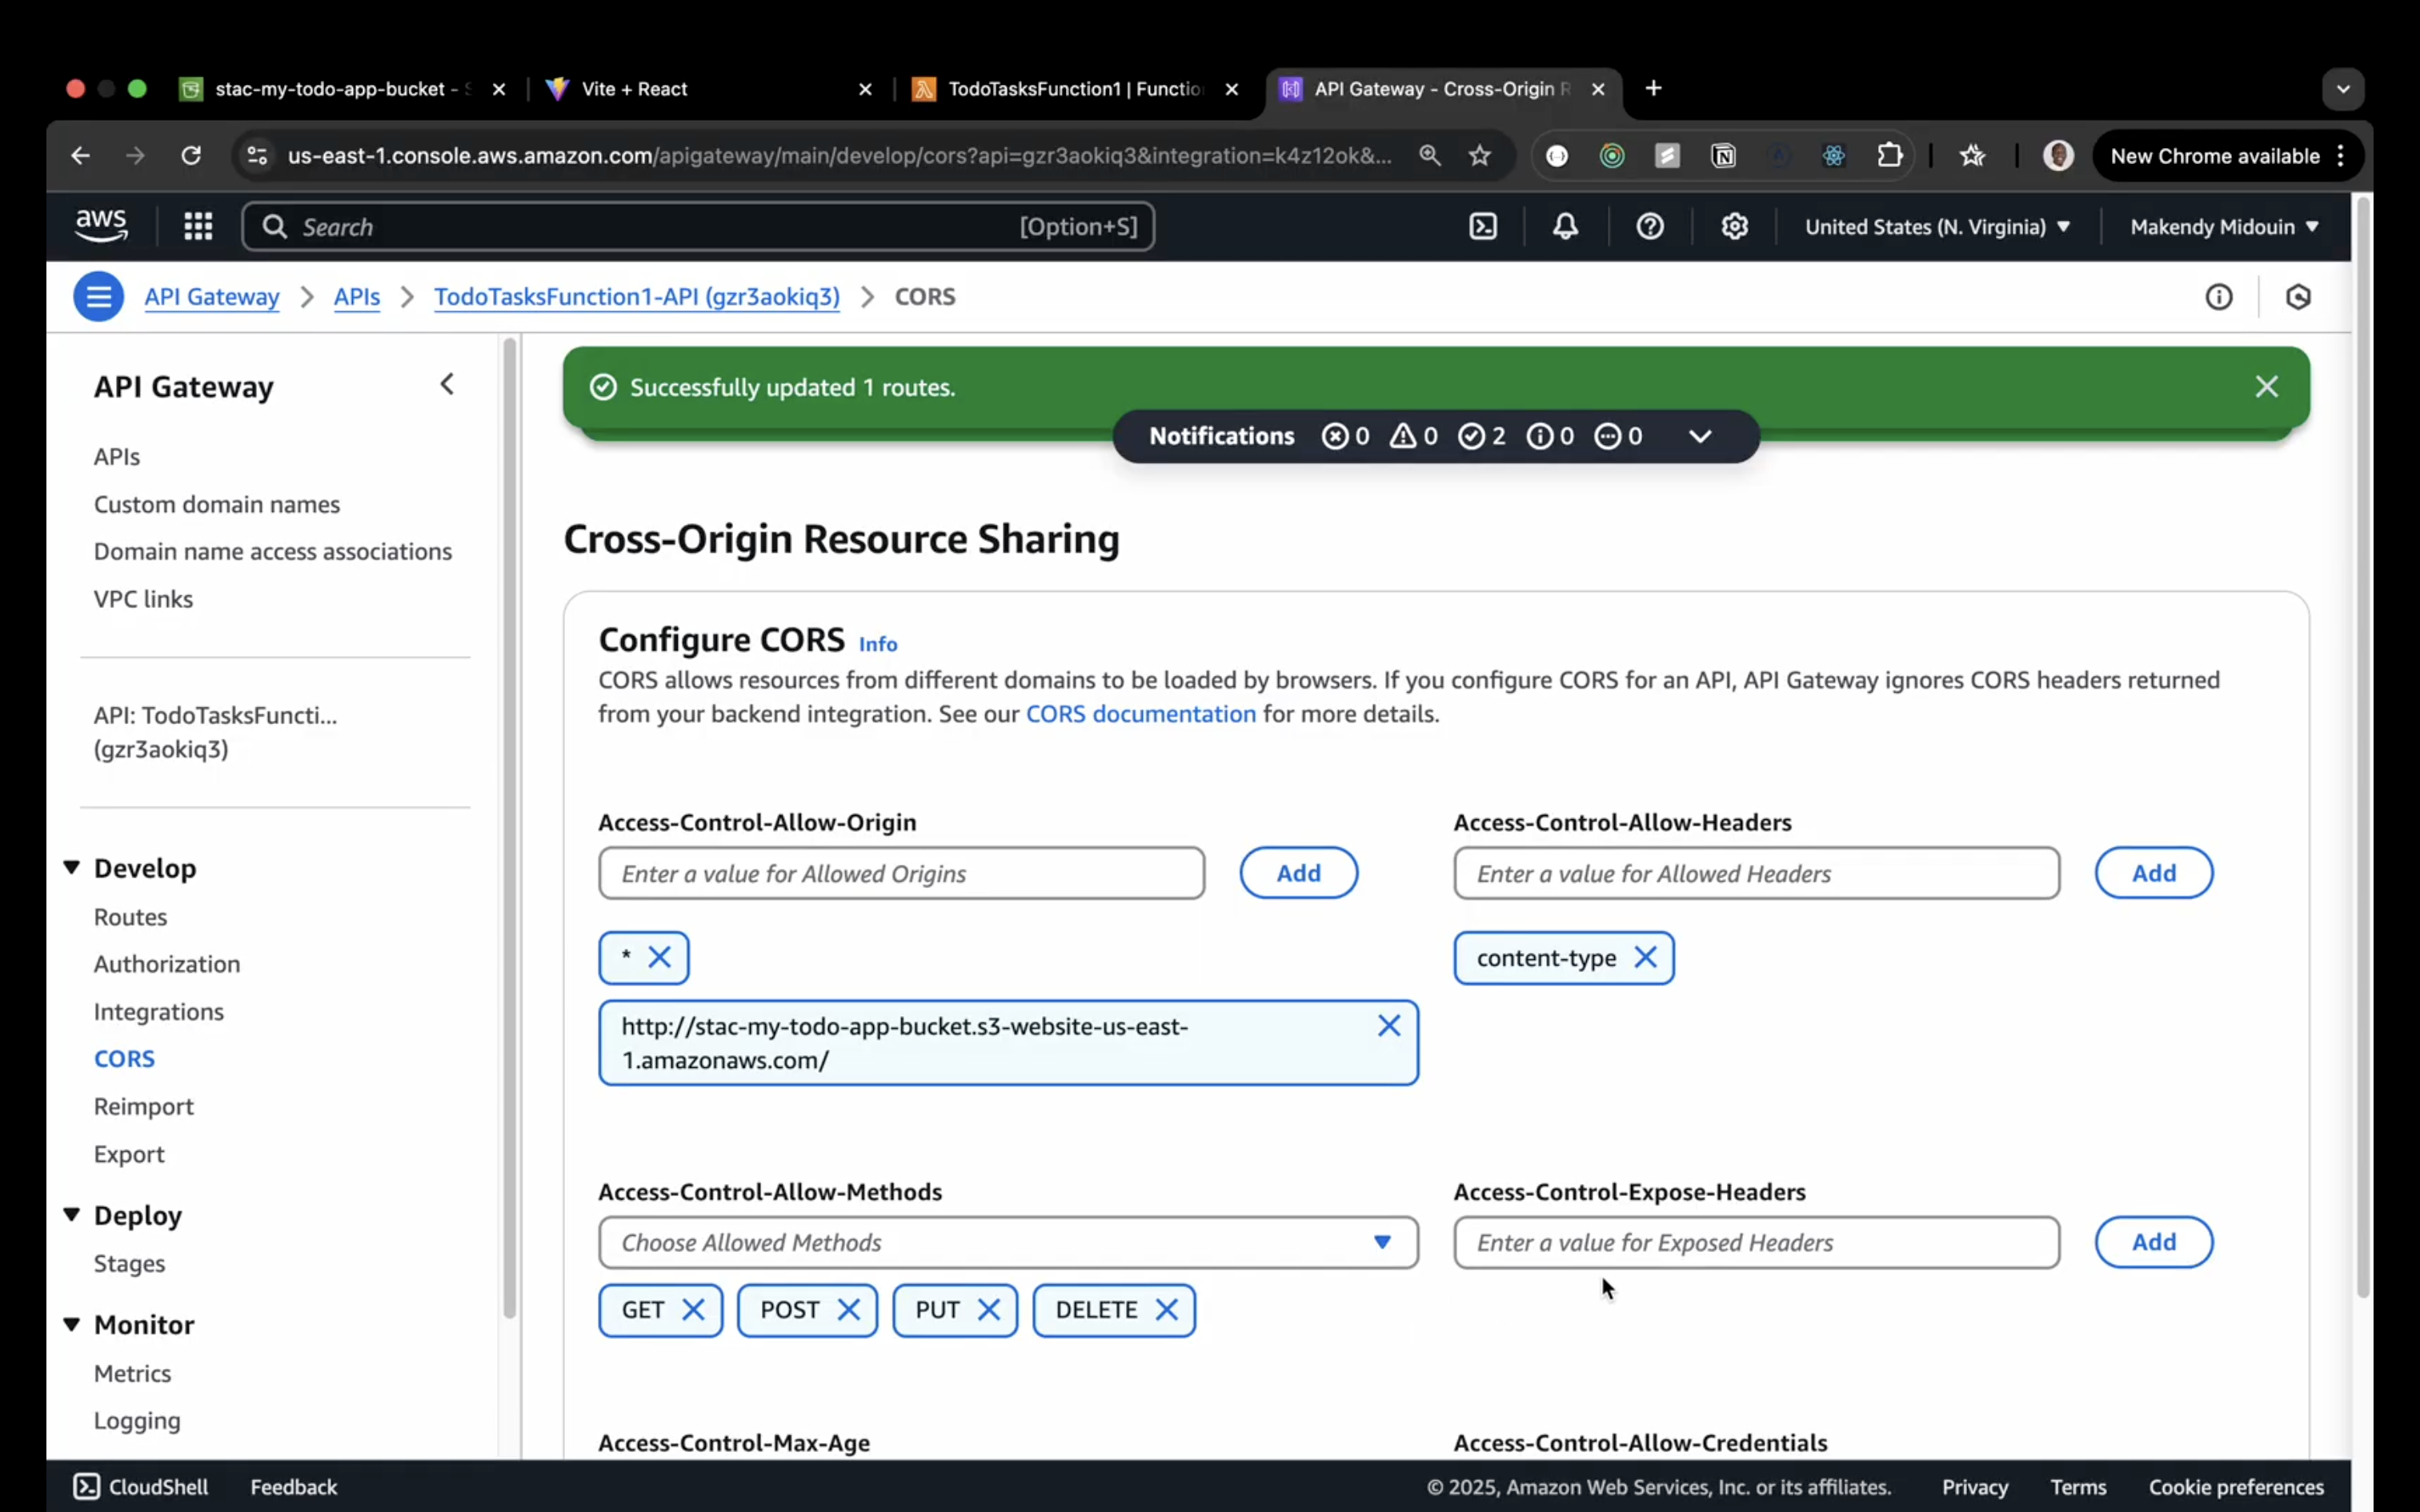 stac-my-todo-app-bucket - S
Vite + React
TodoTasksFunction1 | Functio
API Gateway - Cross-Origin R
us-east-1.console.aws.amazon.com/apigateway/main/develop/cors?api=gzr3aokiq3&integration=k4z12ok&...
New Chrome available
aws
Search
[Option+S]
United States (N. Virginia)
Makendy Midouin
API Gateway
APIs
TodoTasksFunction1-API (gzr3aokiq3)
CORS
API Gateway
APIs
Custom domain names
Domain name access associations
VPC links
API: TodoTasksFuncti...
(gzr3aokiq3)
Develop
Routes
Authorization
Integrations
CORS
Reimport
Export
Deploy
Stages
Monitor
Metrics
Logging
Successfully updated 1 routes.
Notifications 0 0 2 0 0
Cross-Origin Resource Sharing
Configure CORS Info
CORS allows resources from different domains to be loaded by browsers. If you configure CORS for an API, API Gateway ignores CORS headers returned
from your backend integration. See our CORS documentation for more details.
Access-Control-Allow-Origin
Enter a value for Allowed Origins
Add
*
http://stac-my-todo-app-bucket.s3-website-us-east-
1.amazonaws.com/
Access-Control-Allow-Headers
Enter a value for Allowed Headers
Add
content-type
Access-Control-Allow-Methods
Choose Allowed Methods
GET
POST
PUT
DELETE
Access-Control-Expose-Headers
Enter a value for Exposed Headers
Add
Access-Control-Max-Age
Access-Control-Allow-Credentials
CloudShell
Feedback
© 2025, Amazon Web Services, Inc. or its affiliates.
Privacy
Terms
Cookie preferences